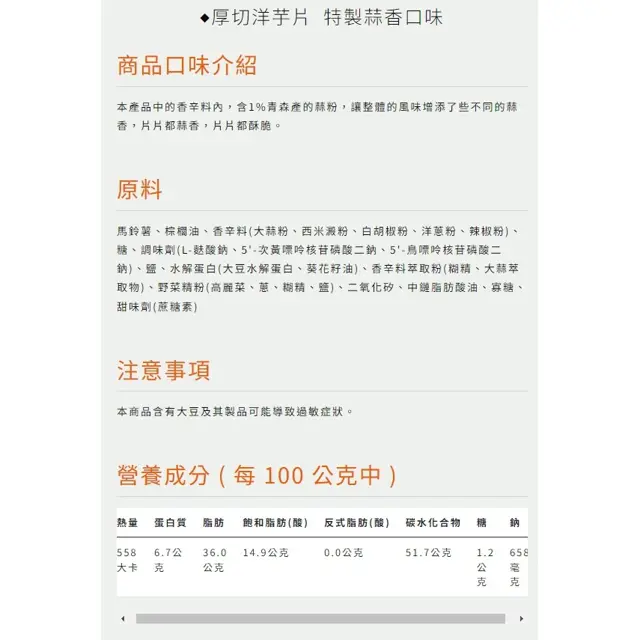 ◆厚切洋芋片 特製蒜香口味
商品口味介紹
本產品中的香辛料內，含1%青森產的蒜粉，讓整體的風味增添了些不同的蒜
香，片片都蒜香，片片都酥脆。
原料
馬鈴薯、棕櫚油、香辛料(大蒜粉、西米澱粉、白胡椒粉、洋蔥粉、辣椒粉)、
糖、調味劑(L-麩酸鈉、5'-次黃嘌呤核苷磷酸二鈉、5'-鳥嘌呤核苷磷酸二
鈉)、鹽、水解蛋白(大豆水解蛋白、葵花籽油)、香辛料萃取粉(糊精、大蒜萃
取物)、野菜精粉(高麗菜、蔥、糊精、鹽)、二氧化矽、中鏈脂肪酸油、寡糖、
甜味劑(蔗糖素)
注意事項
本商品含有大豆及其製品可能導致過敏症狀。
營養成分 ( 每 100 公克中 )
熱量 蛋白質 脂肪 飽和脂肪(酸) 反式脂肪(酸) 碳水化合物 糖 鈉
558 6.7公 36.0 14.9公克 0.0公克 51.7公克 1.2 658
大卡 克 公克 公 毫
克 克